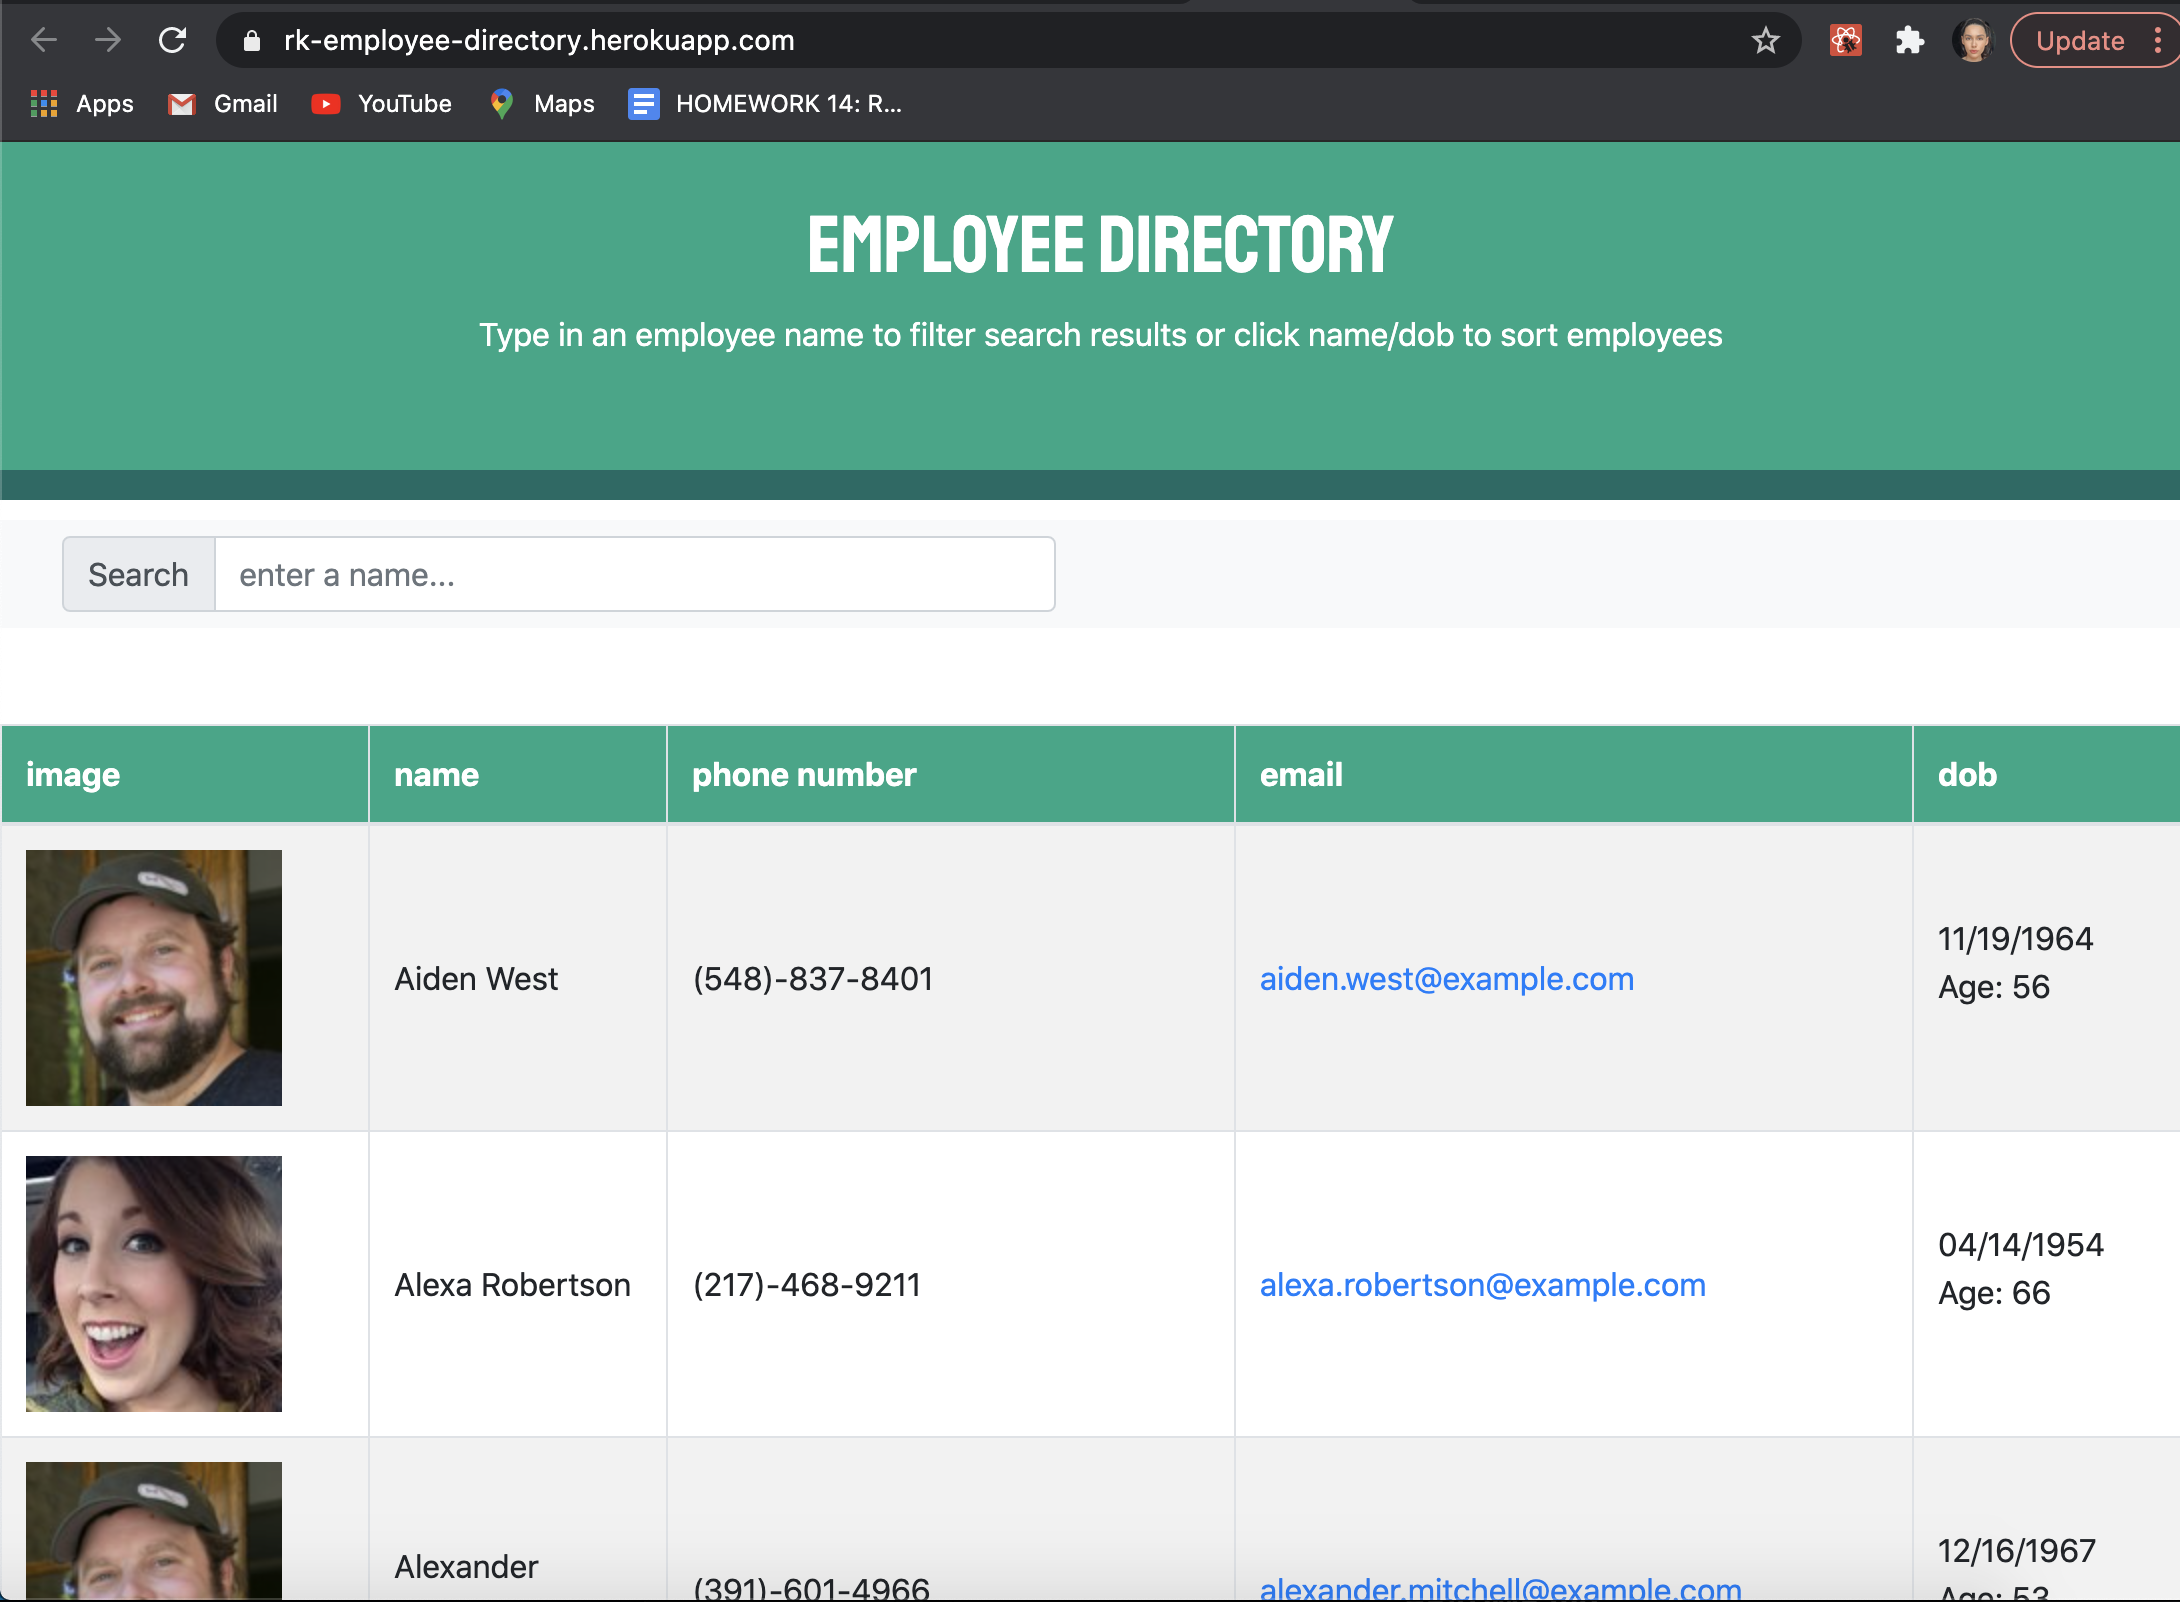 rk-employee-directory.herokuapp.com
Update
Apps
Gmail
YouTube
Maps
HOMEWORK 14: R...
EMPLOYEE DIRECTORY
Type in an employee name to filter search results or click name/dob to sort employees
Search
enter a name...
image
name
phone number
email
dob
Aiden West
(548)-837-8401
aiden.west@example.com
11/19/1964
Age: 56
Alexa Robertson
(217)-468-9211
alexa.robertson@example.com
04/14/1954
Age: 66
Alexander
(391)-601-4966
alexander.mitchell@example.com
12/16/1967
Age: 53